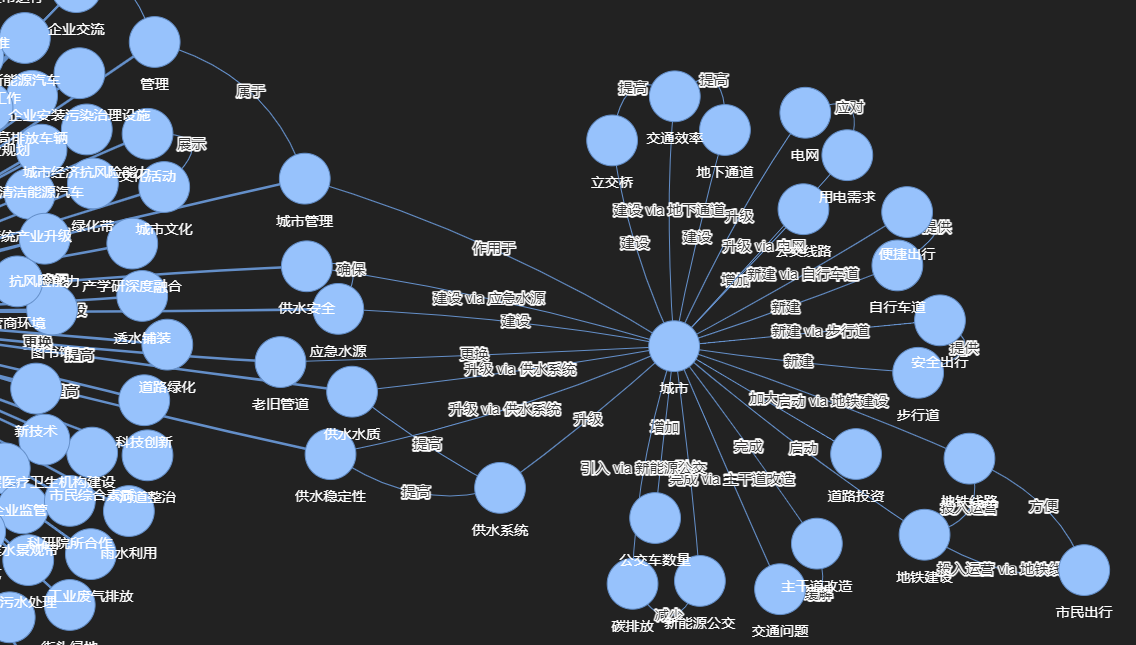 企业交流
管理
新能源汽车
工作
属于
企业安装污染治理设施
高排放车辆
规划
展示
城市经济抗风险能力
文化活动
清洁能源汽车
城市管理
绿化带
城市文化
统产业升级
作用于
确保
抗风险能力
产学研深度融合
供水安全
建设 via 应急水源
建设
营商环境
透水铺装
更换
提高
应急水源
更换
升级 via 供水系统
道路绿化
老旧管道
升级 via 供水系统
升级
新技术
科技创新
供水水质
提高
医疗卫生机构建设
市民综合素质
河道整治
供水稳定性
提高
企业监管
供水系统
科研院所合作
雨水利用
水景观带
污水处理
工业废气排放
街头绿地
提高
提高
交通效率
立交桥
地下通道
应对
电网
用电需求
建设 via 地下通道
升级
建设
建设
升级 via 电网
公交线路
提供
便捷出行
增加
新建 via 自行车道
新建
自行车道
新建 via 步行道
提供
安全出行
新建
步行道
城市
加大
启动 via 地铁建设
增加
完成
启动
引入 via 新能源公交
完成 via 主干道改造
道路投资
地铁线路
投入运营
方便
公交车数量
地铁建设
投入运营 via 地铁线
主干道改造
缓解
市民出行
碳排放
减少
新能源公交
交通问题